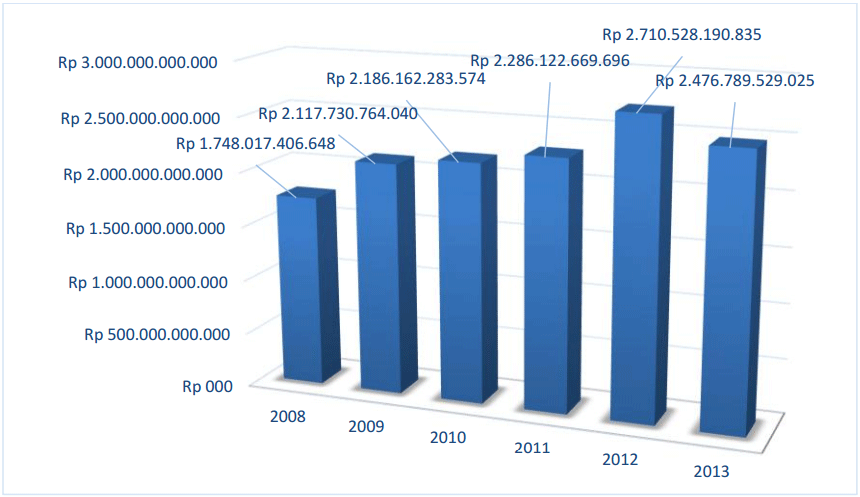 Rp 2.710.528.190.835
Rp 3.000.000.000.000
Rp 2.286.122.669.696
Rp 2.186.162.283.574
Rp 2.476.789.529.025
Rp 2.500.000.000.000
Rp 2.117.730.764.040
Rp 1.748.017.406.648
Rp 2.000.000.000.000
Rp 1.500.000.000.000
Rp 1.000.000.000.000
Rp 500.000.000.000
Rp 000
2008
2009
2010
2011
2012
2013